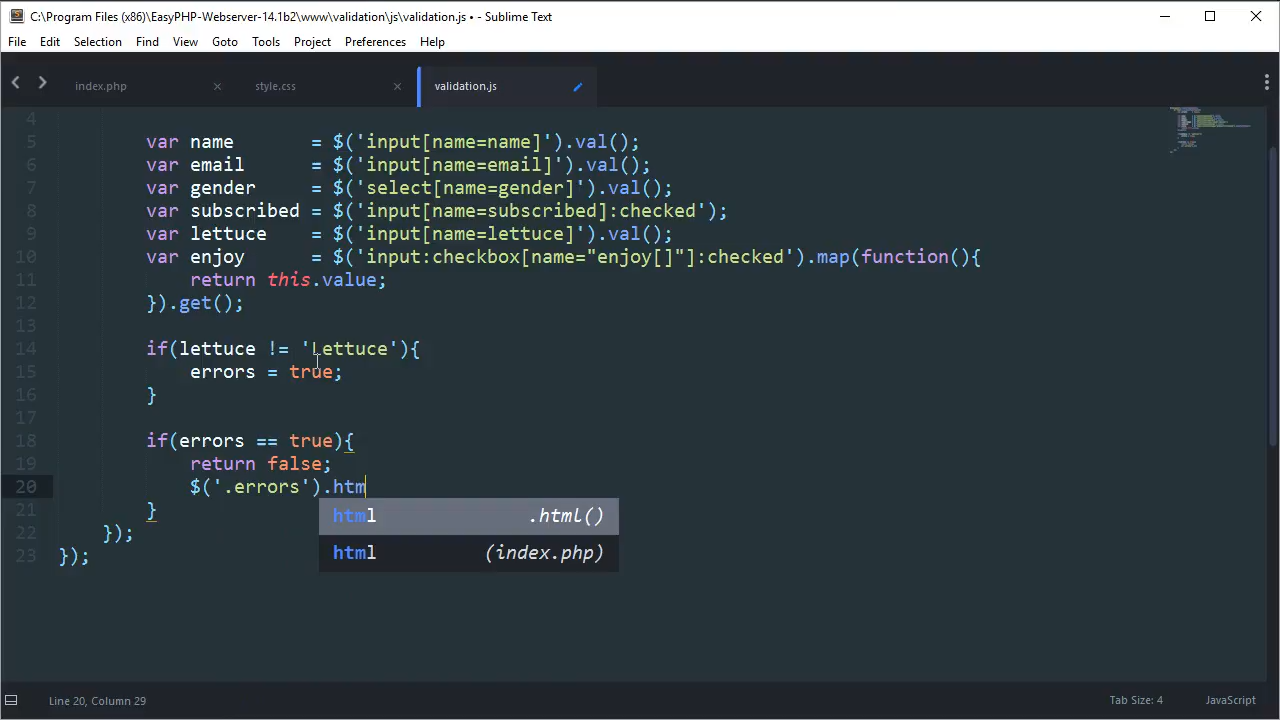 C:\Program Files (x86)\EasyPHP-Webserver-14.1b2\www\validation\js\validation.js • - Sublime Text
File Edit Selection Find View Goto Tools Project Preferences Help
index.php style.css validation.js
4
5 var name = $('input[name=name]').val();
6 var email = $('input[name=email]').val();
7 var gender = $('select[name=gender]').val();
8 var subscribed = $('input[name=subscribed]:checked');
9 var lettuce = $('input[name=lettuce]').val();
10 var enjoy = $('input:checkbox[name="enjoy[]"]:checked').map(function(){
11 return this.value;
12 }).get();
13
14 if(lettuce != 'Lettuce'){
15 errors = true;
16 }
17
18 if(errors == true){
19 return false;
20 $('.errors').htm
html .html()
21 }
html (index.php)
22 });
23 });
Line 20, Column 29 Tab Size: 4 JavaScript